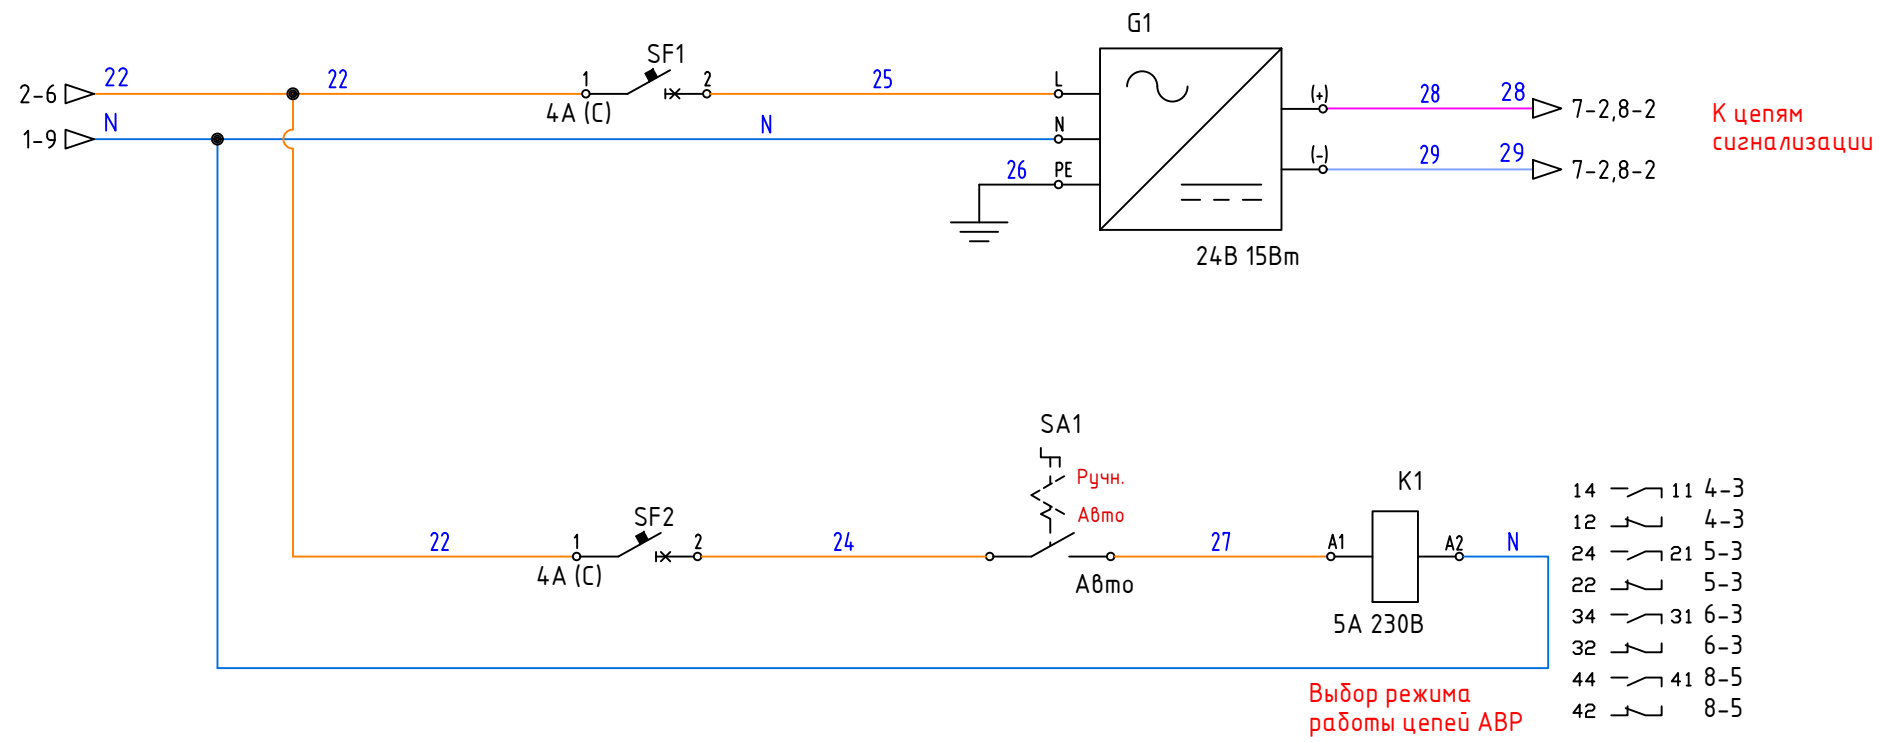 G1
SF1
2-6 22 22 1 2 25 L
4А (С)
(+) 28 28 7-2,8-2
К цепям
сигнализации
1-9 N N N
(-) 29 29 7-2,8-2
26 PE
24В 15Вт
SA1
Ручн.
Авто
K1
SF2
22 1 2 24 27 A1 A2 N
4А (С)
Авто
5А 230В
14 11 4-3
12 4-3
24 21 5-3
22 5-3
34 31 6-3
32 6-3
44 41 8-5
42 8-5
Выбор режима
работы цепей АВР